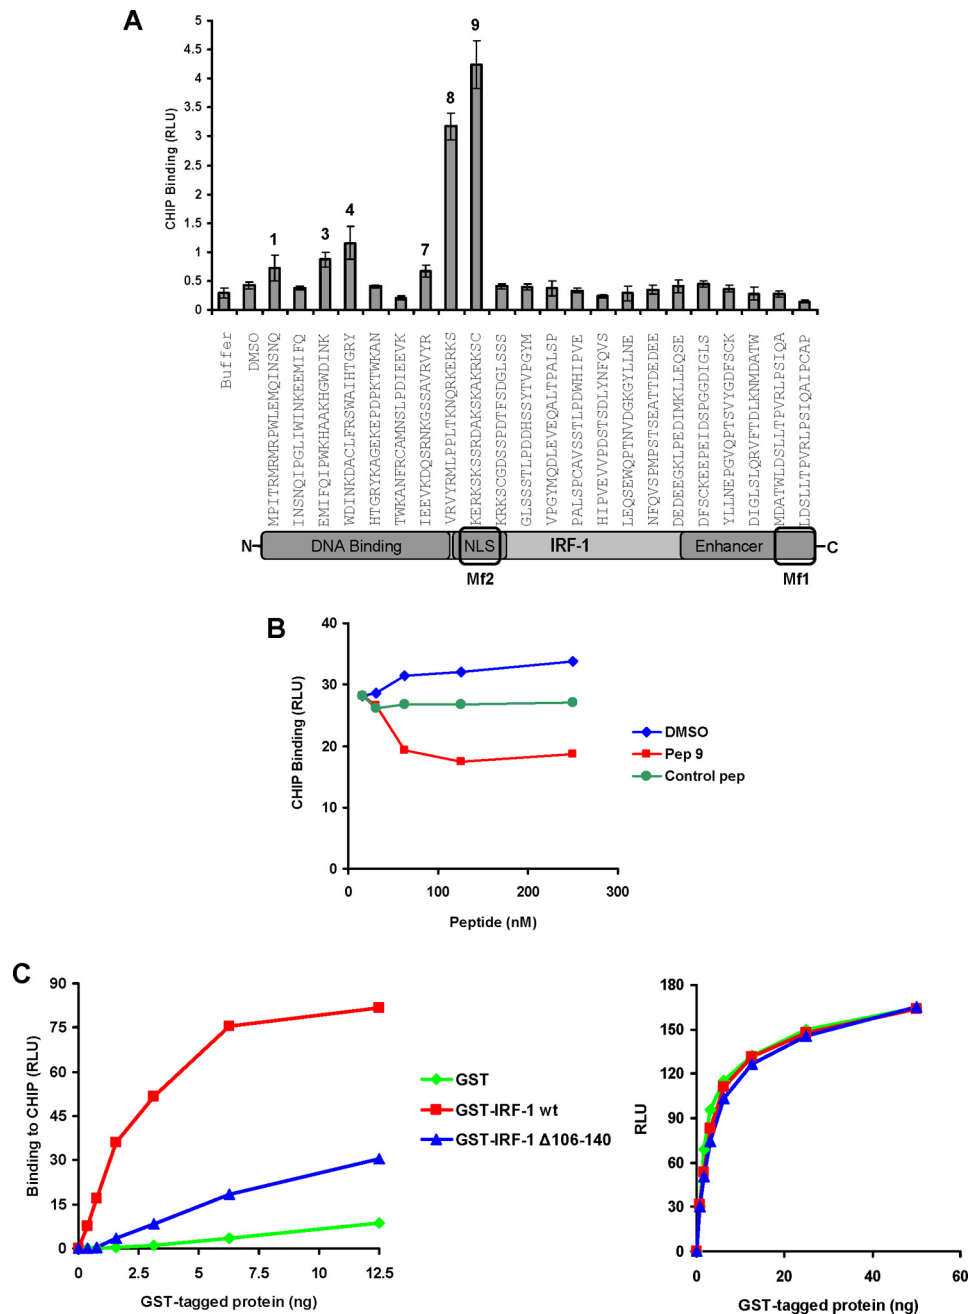 A
CHIP Binding (RLU)
5
4.5
4
3.5
3
2.5
2
1.5
1
0.5
0
1
3
4
7
8
9
Buffer
DMSO
MPITRMRMRPWLEMQINSNQ
INSNQIPGLIWINKEEMIFQ
EMIFQIPWKHAAKHGWDINK
WDINKDACLFRSWAIHTGRY
HTGRYKAGEKEPDPKTWKAN
TWKANFRCAMNSLPDIEEVK
IEEVKDQSRNKGSSAVRVYR
VRVYRMLPPLTKNQRKERKS
KERKSKSSRDAKSKAKRKSC
KRKSCGDSSPDTFSDGLSSS
GLSSSTLPDDHSSYTVPGYM
VPGYMQDLEVEQALTPALSP
PALSPCAVSSTLPDWHIPVE
HIPVEVVPDSTSDLYNFQVS
LEQSEWQPTNVDGKGYLLNE
NFQVSPMPSTSEATTDEDEE
DEDEEGKLPEDIMKLLEQSE
DFSCKEEPEIDSPGGDIGLS
YLLNEPGVQPTSVYGDFSCK
DIGLSLQRVFTDLKNMDATW
MDATWLDSLLTPVRLPSIQA
LDSLLTPVRLPSIQAIPCAP
N
DNA Binding
NLS
IRF-1
Enhancer
C
Mf2
Mf1
B
CHIP Binding (RLU)
40
30
20
10
0
0 100 200 300
Peptide (nM)
DMSO
Pep 9
Control pep
C
Binding to CHIP (RLU)
90
75
60
45
30
15
0
0 2.5 5 7.5 10 12.5
GST-tagged protein (ng)
GST
GST-IRF-1 wt
GST-IRF-1 Δ106-140
RLU
180
150
120
90
60
30
0
0 20 40 60
GST-tagged protein (ng)